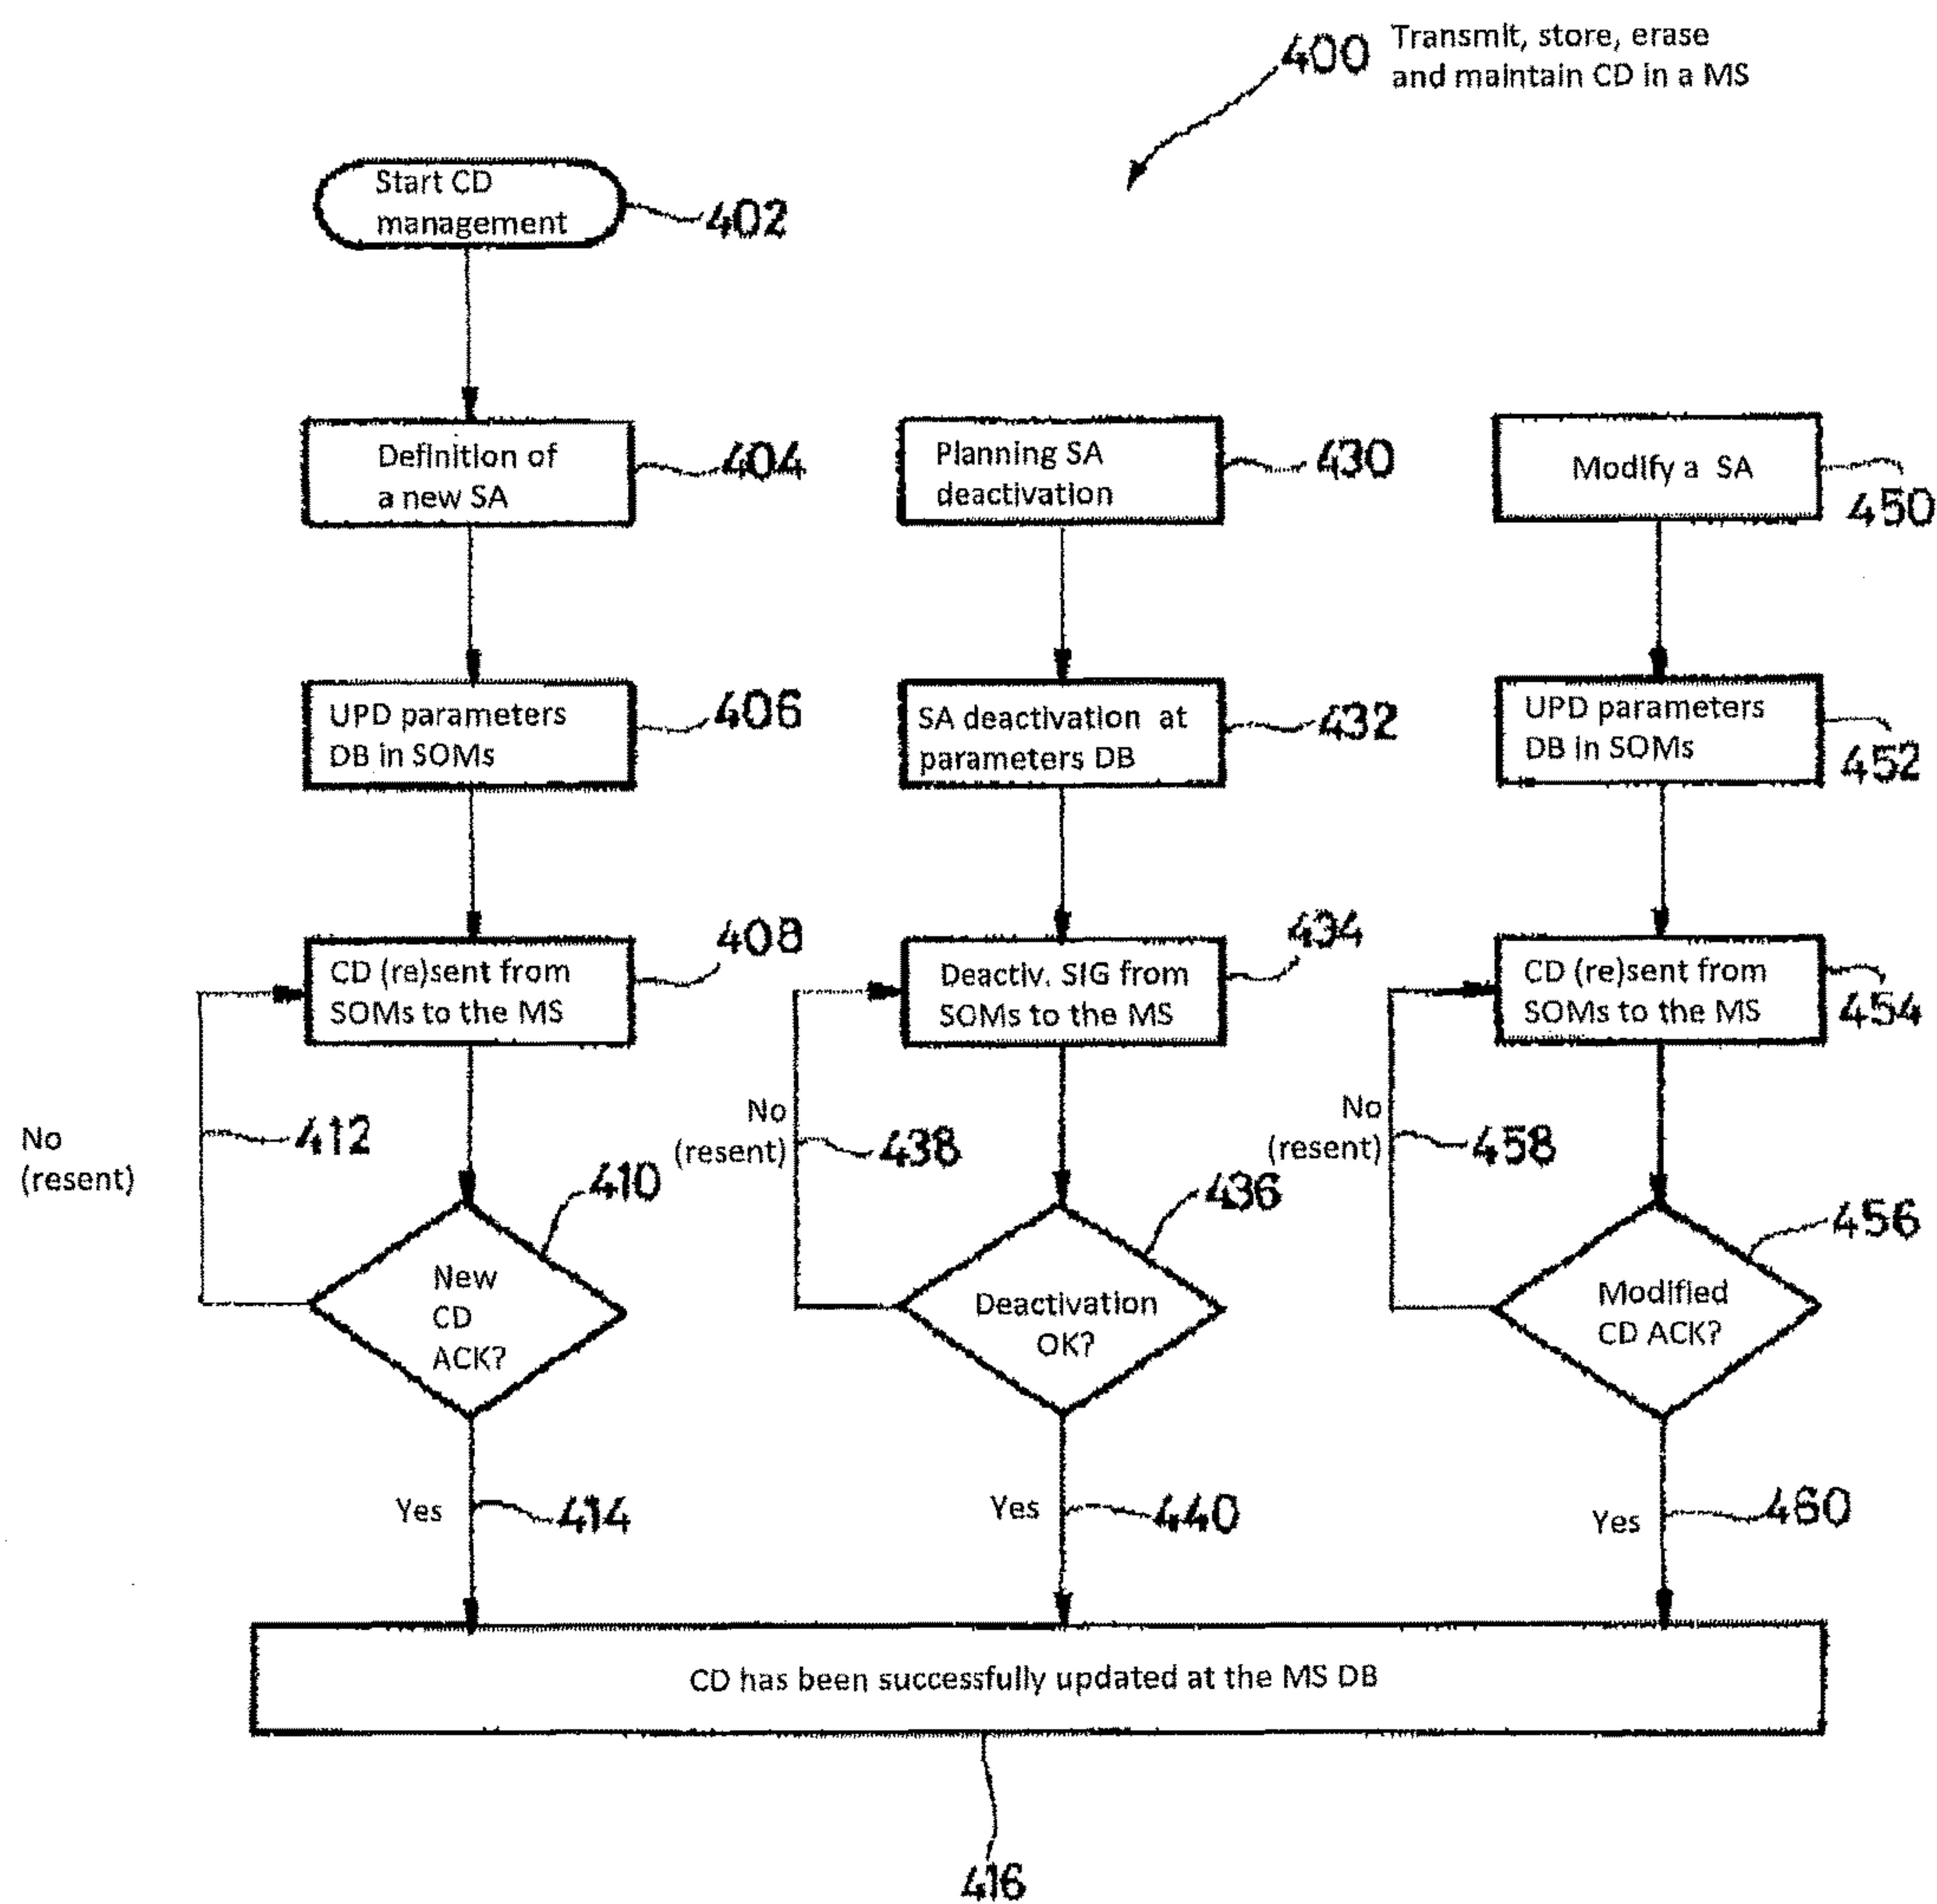 400
Transmit, store, erase
and maintain CD in a MS
Start CD
management
402
Definition of
a new SA
404
Planning SA
deactivation
430
Modify a SA
450
UPD parameters
DB in SOMs
406
SA deactivation at
parameters DB
432
UPD parameters
DB in SOMs
452
CD (re)sent from
SOMs to the MS
408
Deactiv. SIG from
SOMs to the MS
434
CD (re)sent from
SOMs to the MS
454
No
(resent)
412
No
(resent)
438
No
(resent)
458
New
CD
ACK?
410
Deactivation
OK?
436
Modified
CD ACK?
456
Yes
414
Yes
440
Yes
460
CD has been successfully updated at the MS DB
416